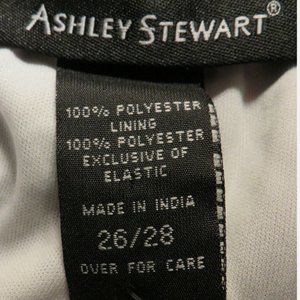 ASHLEY STEWART®
100% POLYESTER
LINING
100% POLYESTER
EXCLUSIVE OF
ELASTIC
MADE IN INDIA
26/28
OVER FOR CARE